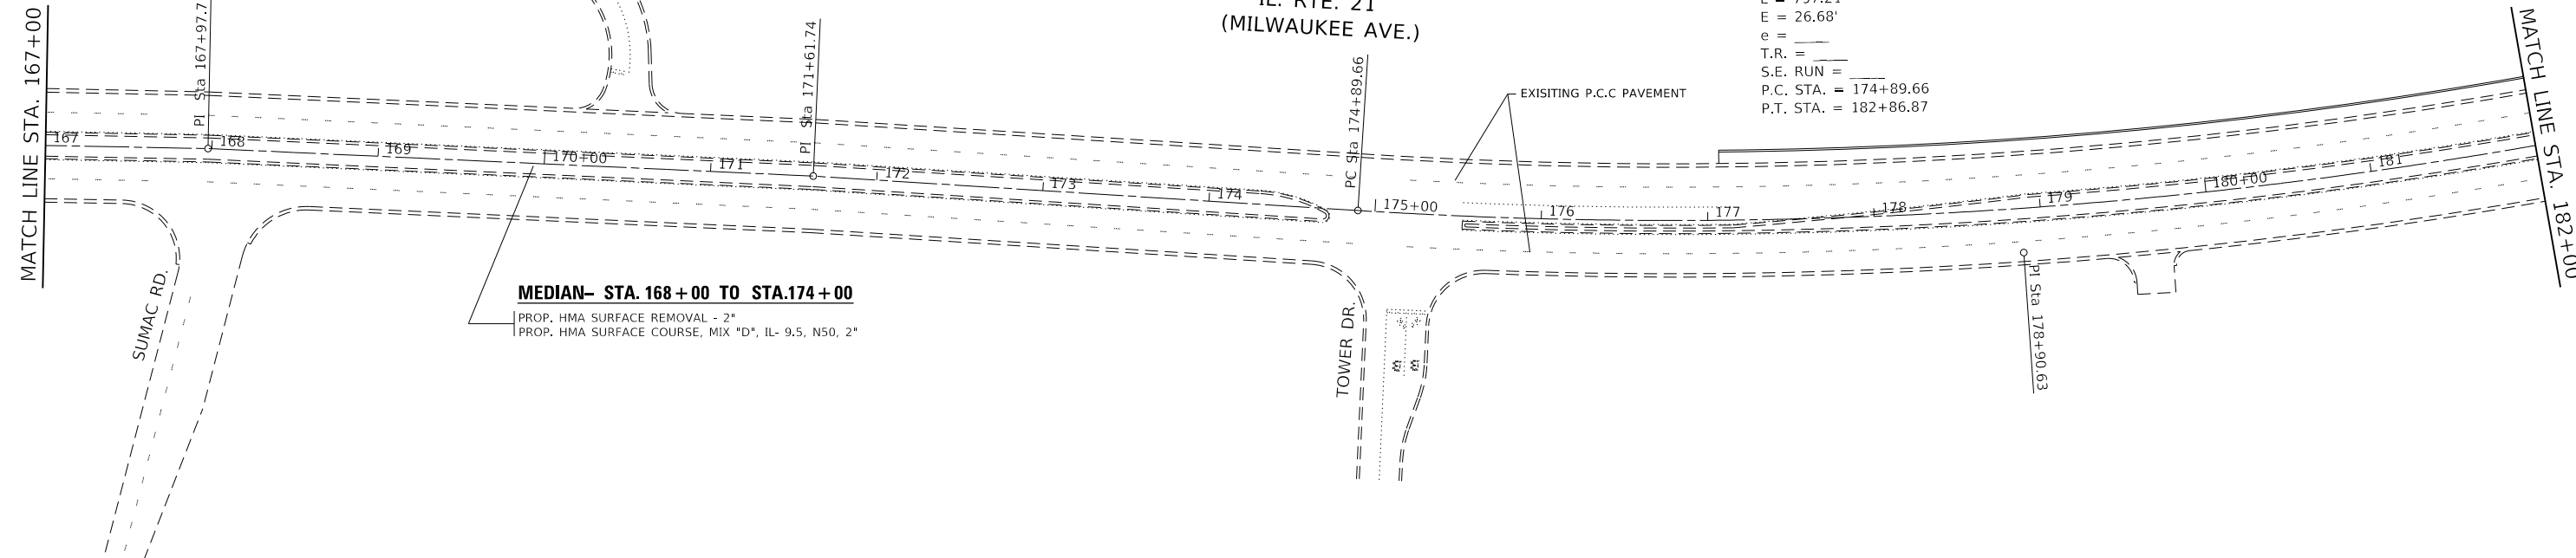 MATCH LINE STA. 167+00
PI Sta 167+97.7
PI Sta 171+61.74
IL. RTE. 21
(MILWAUKEE AVE.)
PC Sta 174+89.66
E = 26.68'
e = ____
T.R. = ____
S.E. RUN = ____
P.C. STA. = 174+89.66
P.T. STA. = 182+86.87
EXISITING P.C.C PAVEMENT
MATCH LINE STA. 182+00
167
168
169
170+00
171
172
173
174
175+00
176
177
178
179
180+00
181
MEDIAN- STA. 168+00 TO STA.174+00
PROP. HMA SURFACE REMOVAL - 2"
PROP. HMA SURFACE COURSE, MIX "D", IL- 9.5, N50, 2"
SUMAC RD.
TOWER DR.
PI Sta 178+90.63